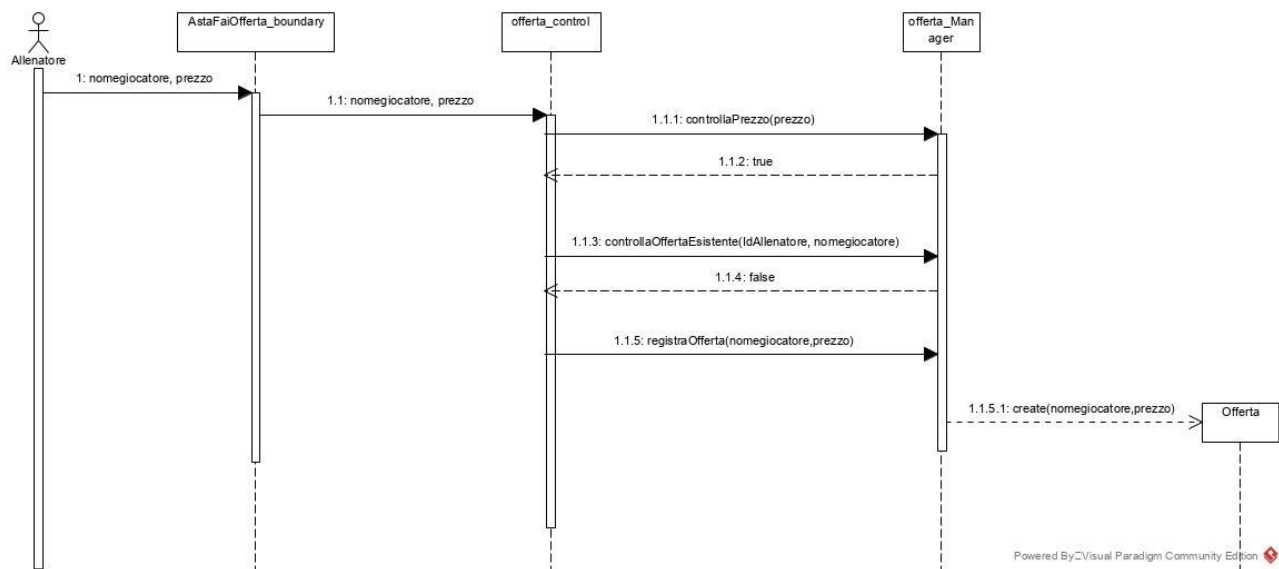 AstaFaiOfferta_boundary
offerta_control
offerta_Man
ager
Allenatore
1: nomegiocatore, prezzo
1.1: nomegiocatore, prezzo
1.1.1: controllaPrezzo(prezzo)
1.1.2: true
1.1.3: controllaOffertaEsistente(IdAllenatore, nomegiocatore)
1.1.4: false
1.1.5: registraOfferta(nomegiocatore,prezzo)
1.1.5.1: create(nomegiocatore,prezzo)
Offerta
Powered By Visual Paradigm Community Edition